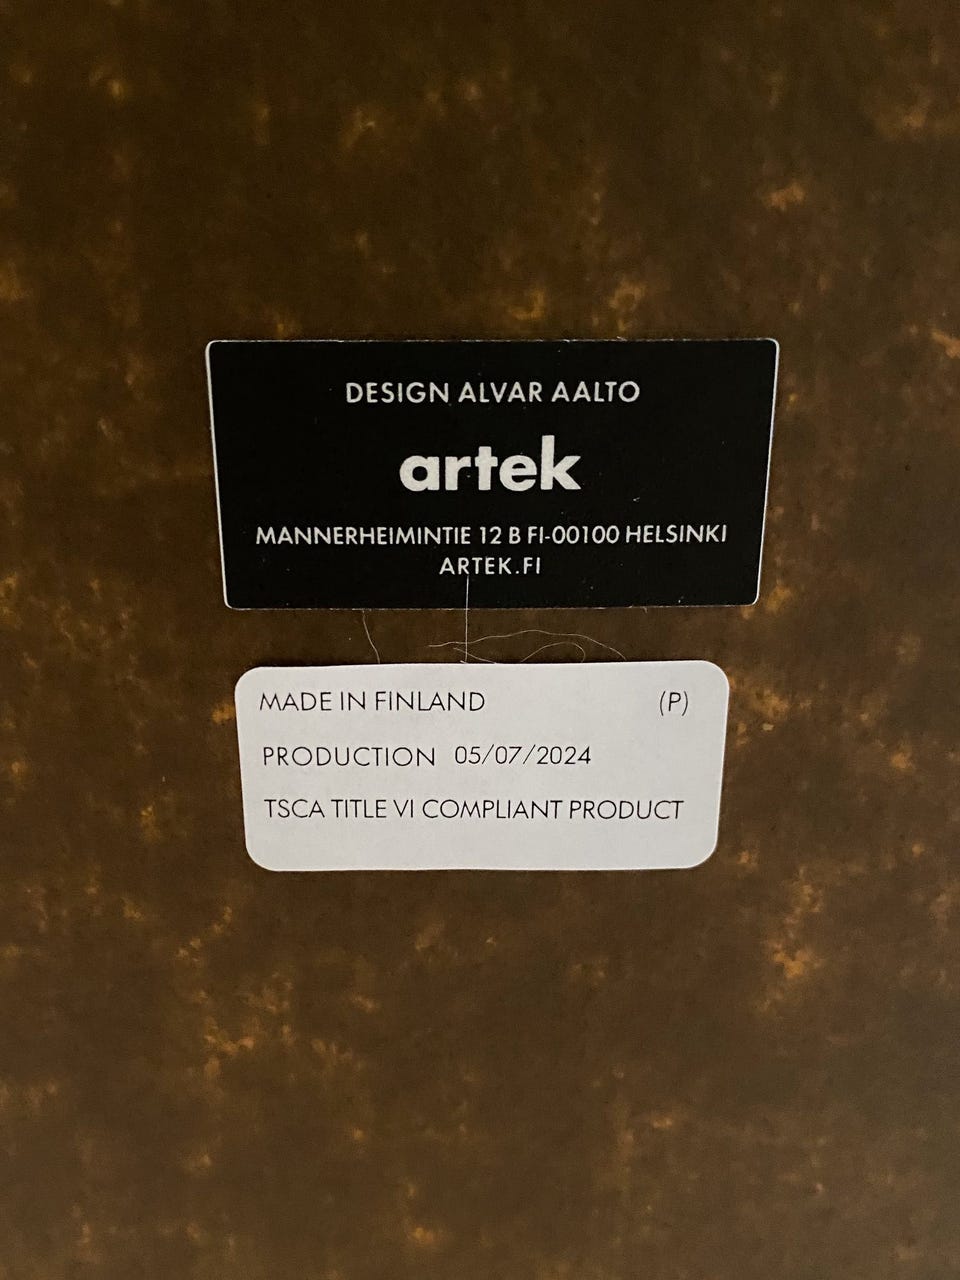 DESIGN ALVAR AALTO
artek
MANNERHEIMINTIE 12 B FI-00100 HELSINKI
ARTEK.FI
MADE IN FINLAND (P)
PRODUCTION 05/07/2024
TSCA TITLE VI COMPLIANT PRODUCT